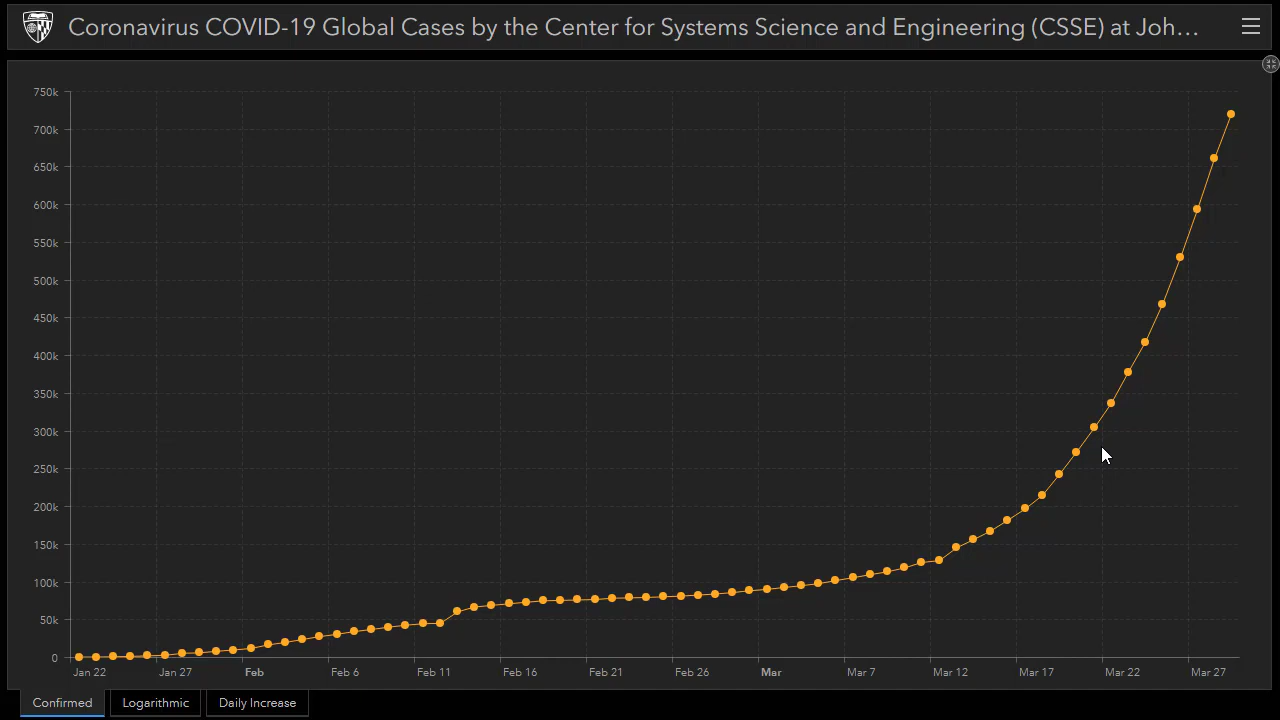 Coronavirus COVID-19 Global Cases by the Center for Systems Science and Engineering (CSSE) at Joh...
750k
700k
650k
600k
550k
500k
450k
400k
350k
300k
250k
200k
150k
100k
50k
0
Jan 22 Jan 27 Feb Feb 6 Feb 11 Feb 16 Feb 21 Feb 26 Mar Mar 7 Mar 12 Mar 17 Mar 22 Mar 27
Confirmed Logarithmic Daily Increase